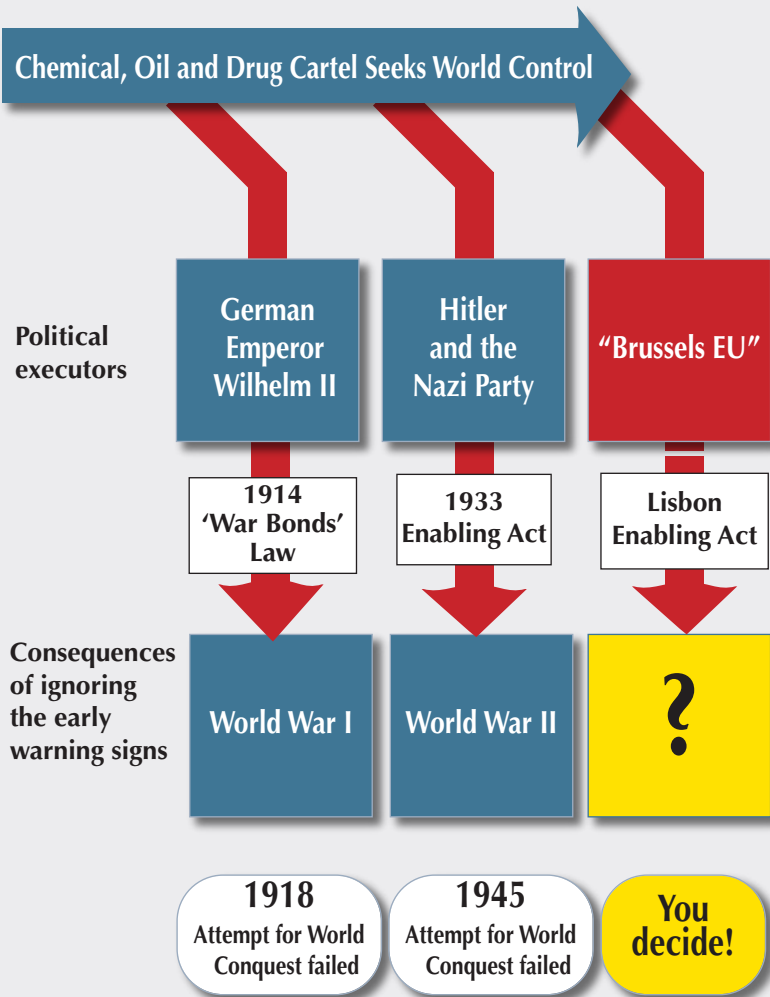 Chemical, Oil and Drug Cartel Seeks World Control
Political
executors
German
Emperor
Wilhelm II
Hitler
and the
Nazi Party
“Brussels EU”
1914
‘War Bonds’
Law
1933
Enabling Act
Lisbon
Enabling Act
Consequences
of ignoring
the early
warning signs
World War I
World War II
?
1918
Attempt for World
Conquest failed
1945
Attempt for World
Conquest failed
You
decide!